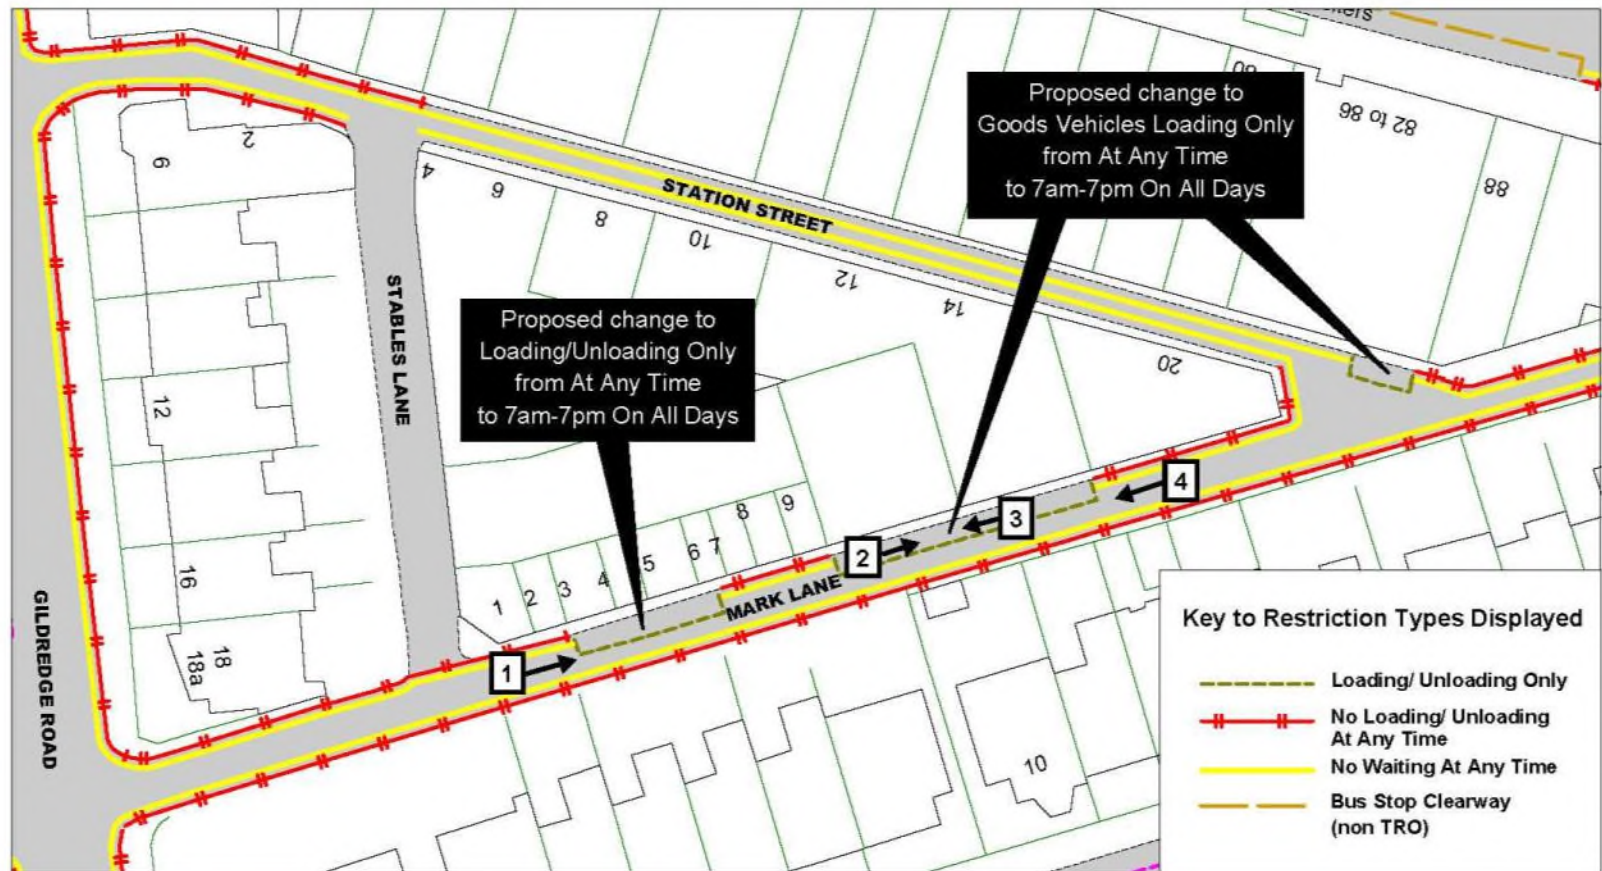 2
6
4
6
8
10
12
14
20
80
82 to 86
88
STATION STREET
STABLES LANE
Proposed change to
Goods Vehicles Loading Only
from At Any Time
to 7am-7pm On All Days
Proposed change to
Loading/Unloading Only
from At Any Time
to 7am-7pm On All Days
12
16
18
18a
GILDREDGE ROAD
1
2
3
4
5
6
7
8
9
MARK LANE
1
2
3
4
10
Key to Restriction Types Displayed
Loading/ Unloading Only
No Loading/ Unloading
At Any Time
No Waiting At Any Time
Bus Stop Clearway
(non TRO)